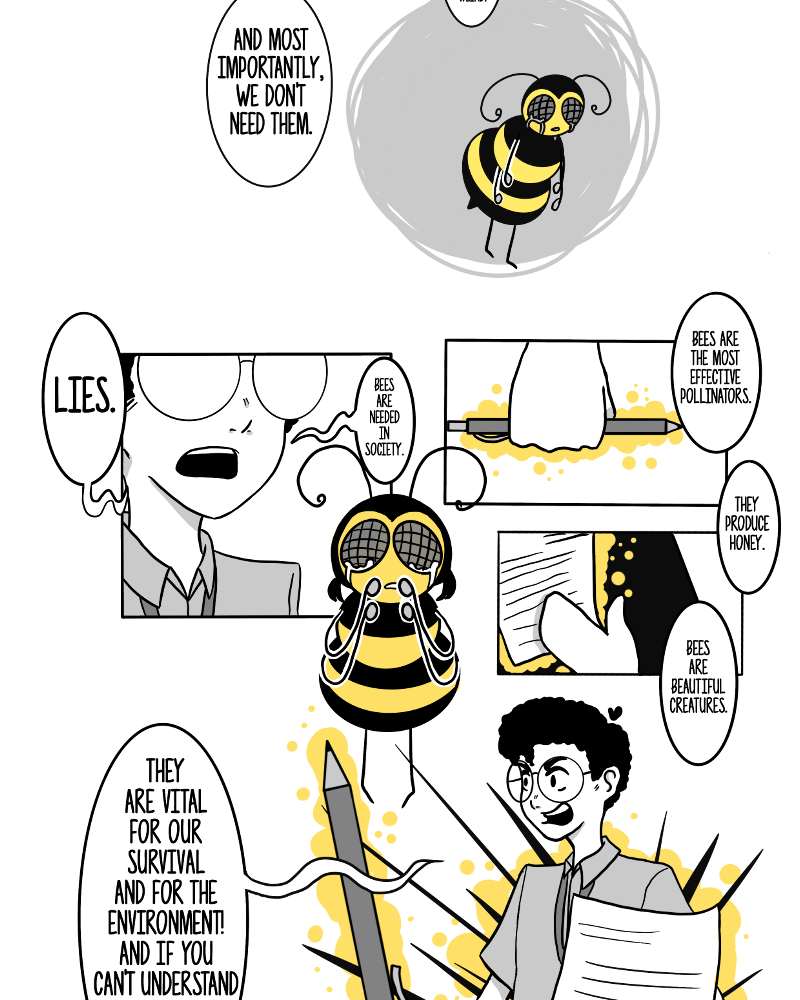 AND MOST
IMPORTANTLY,
WE DON'T
NEED THEM.
LIES.
BEES
ARE
NEEDED
IN
SOCIETY.
BEES ARE
THE MOST
EFFECTIVE
POLLINATORS.
THEY
PRODUCE
HONEY.
BEES
ARE
BEAUTIFUL
CREATURES.
THEY
ARE VITAL
FOR OUR
SURVIVAL
AND FOR THE
ENVIRONMENT!
AND IF YOU
CAN'T UNDERSTAND